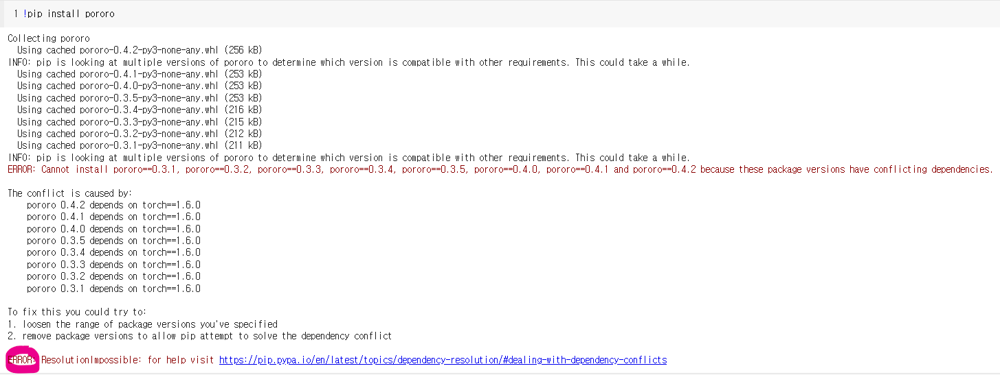 1 !pip install pororo
Collecting pororo
Using cached pororo-0.4.2-py3-none-any.whl (256 kB)
INFO: pip is looking at multiple versions of pororo to determine which version is compatible with other requirements. This could take a while.
Using cached pororo-0.4.1-py3-none-any.whl (253 kB)
Using cached pororo-0.4.0-py3-none-any.whl (253 kB)
Using cached pororo-0.3.5-py3-none-any.whl (253 kB)
Using cached pororo-0.3.4-py3-none-any.whl (216 kB)
Using cached pororo-0.3.3-py3-none-any.whl (215 kB)
Using cached pororo-0.3.2-py3-none-any.whl (212 kB)
Using cached pororo-0.3.1-py3-none-any.whl (211 kB)
INFO: pip is looking at multiple versions of pororo to determine which version is compatible with other requirements. This could take a while.
ERROR: Cannot install pororo==0.3.1, pororo==0.3.2, pororo==0.3.3, pororo==0.3.4, pororo==0.3.5, pororo==0.4.0, pororo==0.4.1 and pororo==0.4.2 because these package versions have conflicting dependencies.
The conflict is caused by:
pororo 0.4.2 depends on torch==1.6.0
pororo 0.4.1 depends on torch==1.6.0
pororo 0.4.0 depends on torch==1.6.0
pororo 0.3.5 depends on torch==1.6.0
pororo 0.3.4 depends on torch==1.6.0
pororo 0.3.3 depends on torch==1.6.0
pororo 0.3.2 depends on torch==1.6.0
pororo 0.3.1 depends on torch==1.6.0
To fix this you could try to:
1. loosen the range of package versions you've specified
2. remove package versions to allow pip attempt to solve the dependency conflict
ERROR: ResolutionImpossible: for help visit https://pip.pypa.io/en/latest/topics/dependency-resolution/#dealing-with-dependency-conflicts